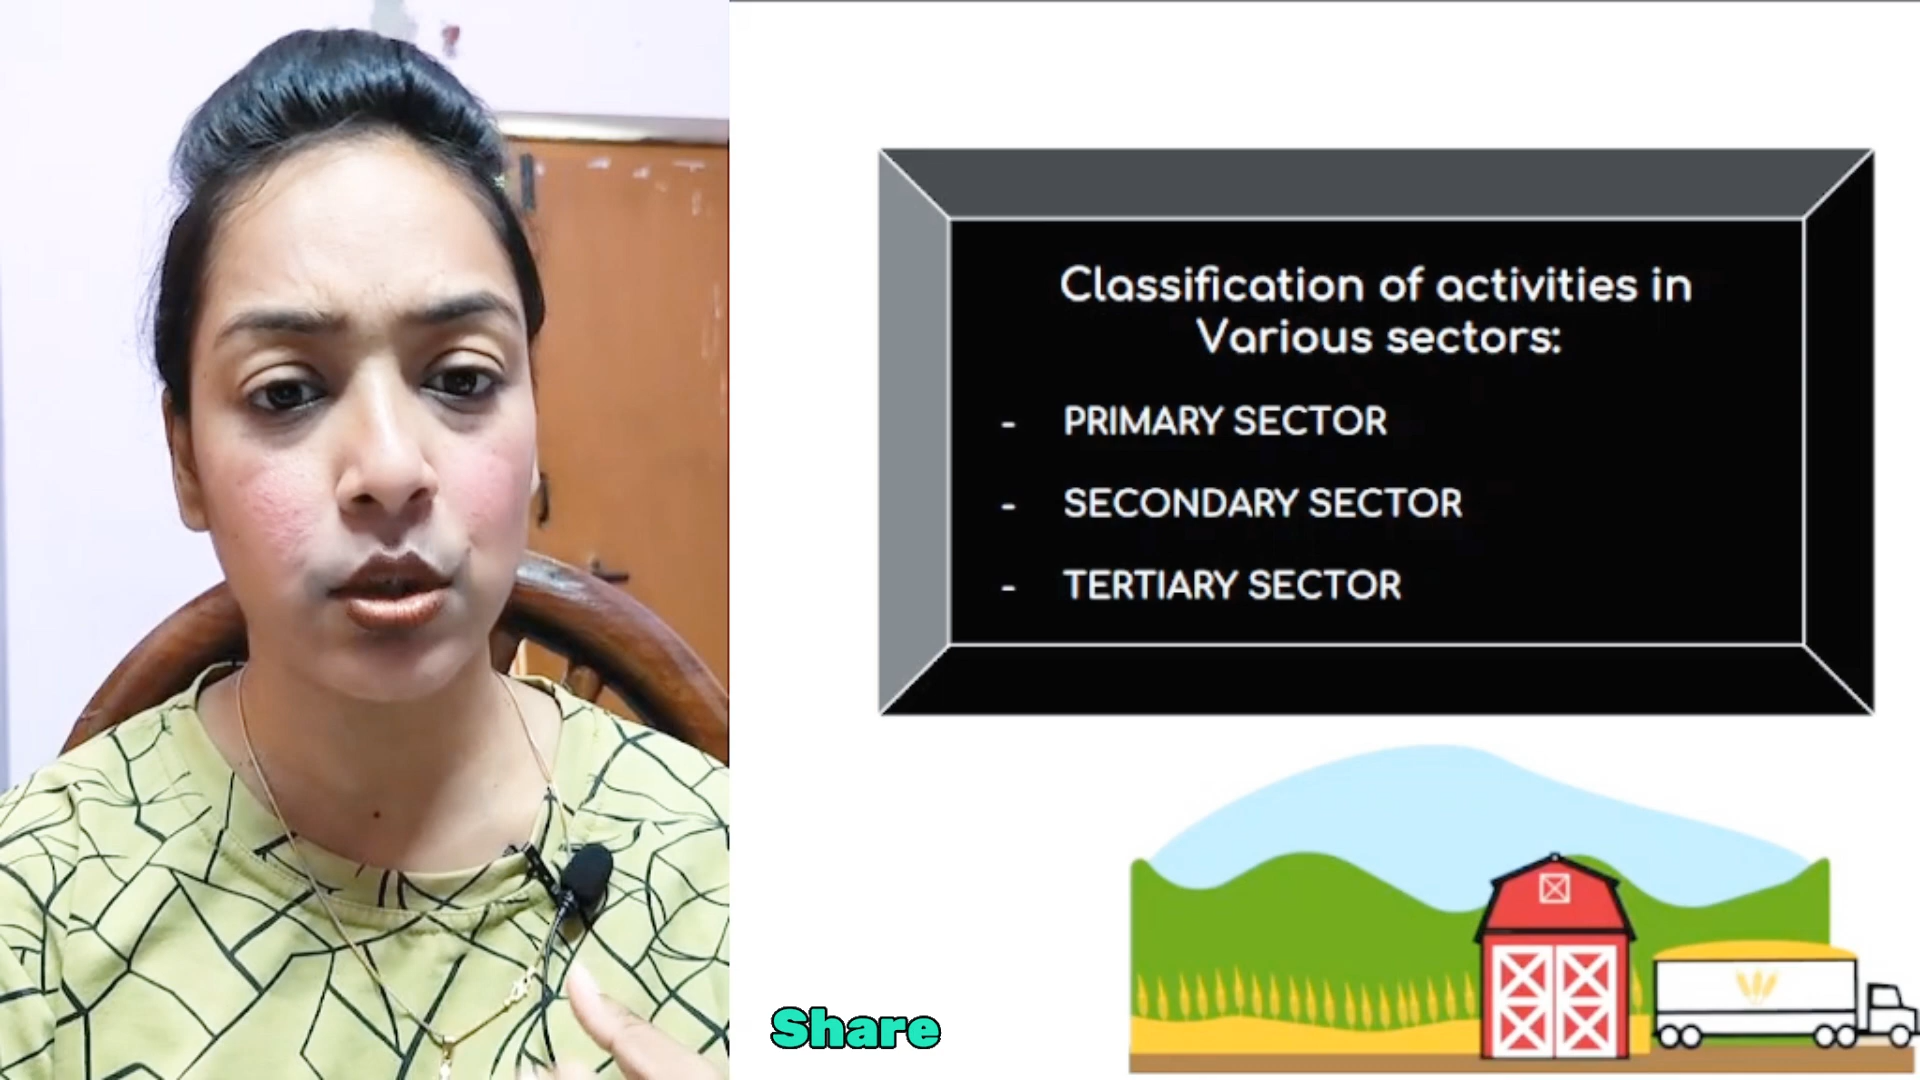 Classification of activities in
Various sectors:
- PRIMARY SECTOR
- SECONDARY SECTOR
- TERTIARY SECTOR
Share